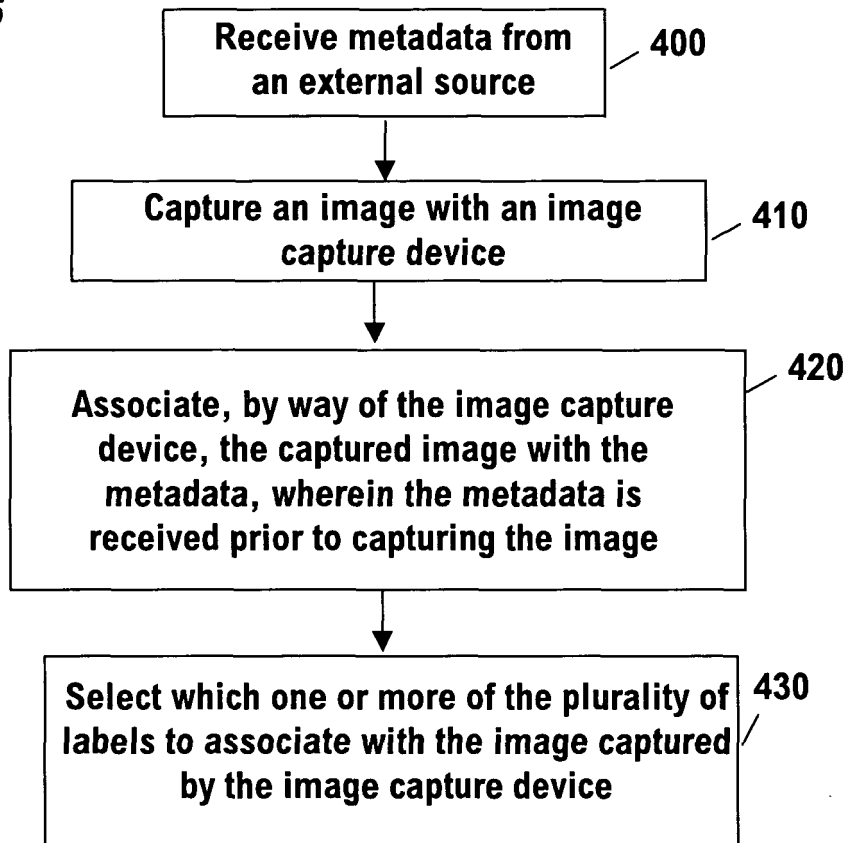 Receive metadata from
an external source
400
Capture an image with an image
capture device
410
Associate, by way of the image capture
device, the captured image with the
metadata, wherein the metadata is
received prior to capturing the image
420
Select which one or more of the plurality of
labels to associate with the image captured
by the image capture device
430